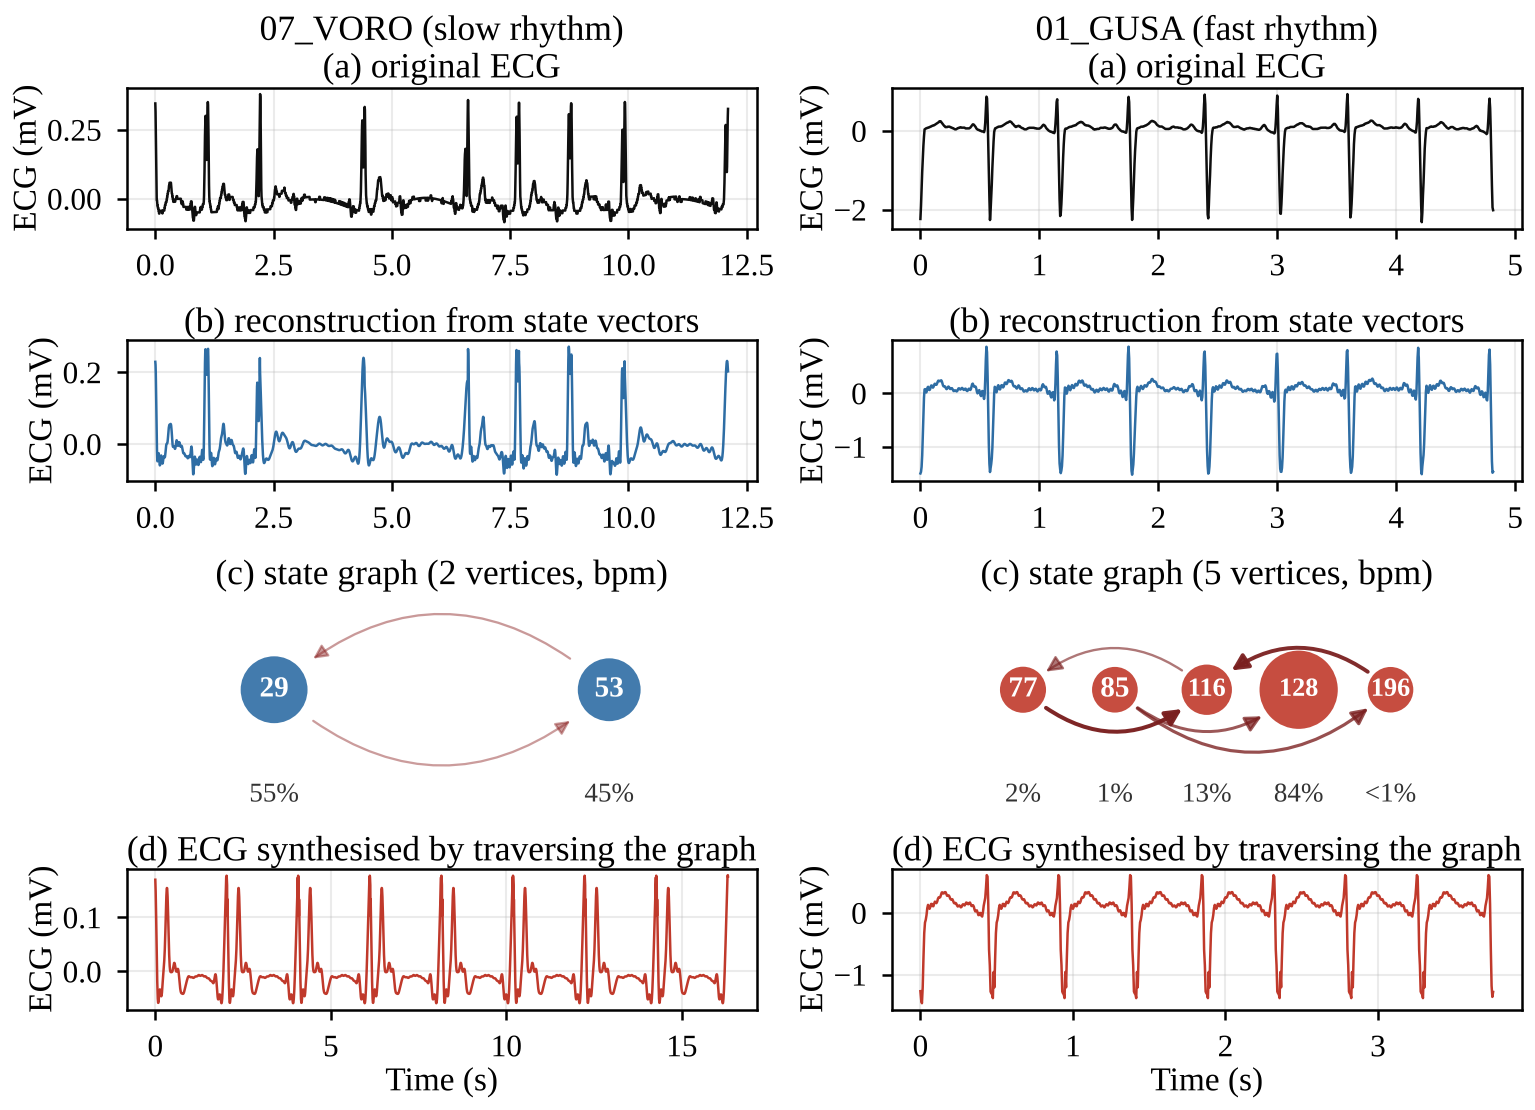 07_VORO (slow rhythm)
(a) original ECG
ECG (mV)
0.25
0.00
0.0 2.5 5.0 7.5 10.0 12.5
(b) reconstruction from state vectors
ECG (mV)
0.2
0.0
0.0 2.5 5.0 7.5 10.0 12.5
(c) state graph (2 vertices, bpm)
29 53
55% 45%
(d) ECG synthesised by traversing the graph
ECG (mV)
0.1
0.0
0 5 10 15
Time (s)
01_GUSA (fast rhythm)
(a) original ECG
ECG (mV)
0
−2
0 1 2 3 4 5
(b) reconstruction from state vectors
ECG (mV)
0
−1
0 1 2 3 4 5
(c) state graph (5 vertices, bpm)
77 85 116 128 196
2% 1% 13% 84% <1%
(d) ECG synthesised by traversing the graph
ECG (mV)
0
−1
0 1 2 3
Time (s)